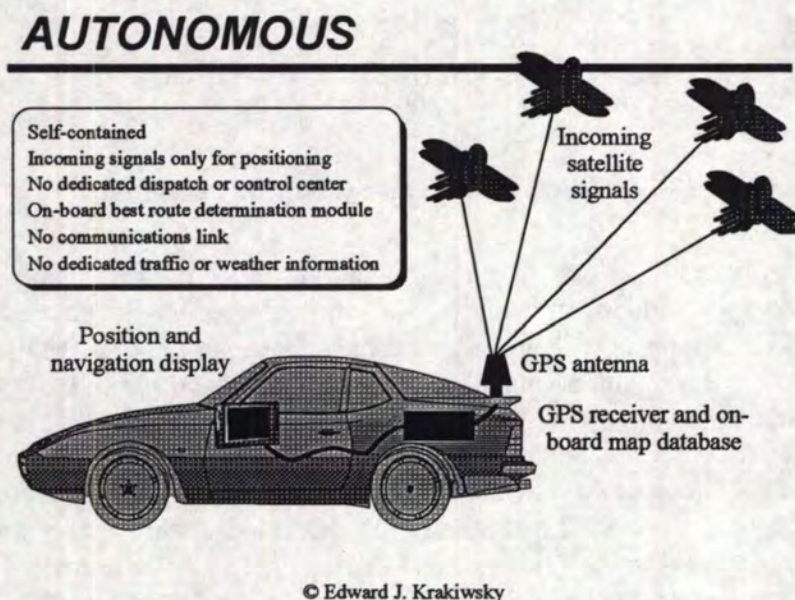 AUTONOMOUS
Self-contained
Incoming signals only for positioning
No dedicated dispatch or control center
On-board best route determination module
No communications link
No dedicated traffic or weather information
Incoming
satellite
signals
Position and
navigation display
GPS antenna
GPS receiver and on-
board map database
© Edward J. Krakiwsky